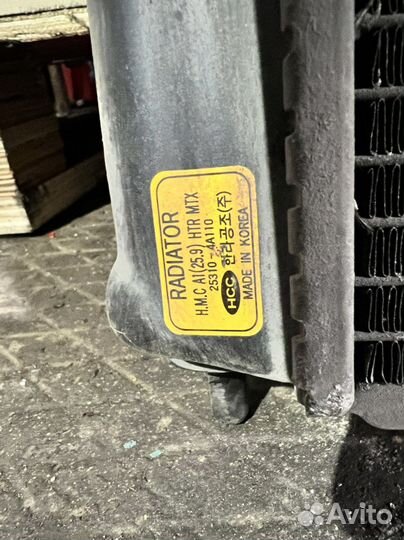 RADIATOR
H.M.C A1(25.9) HTR MTX
25310-4A110
HCC 한라공조(주)
MADE IN KOREA
Avito